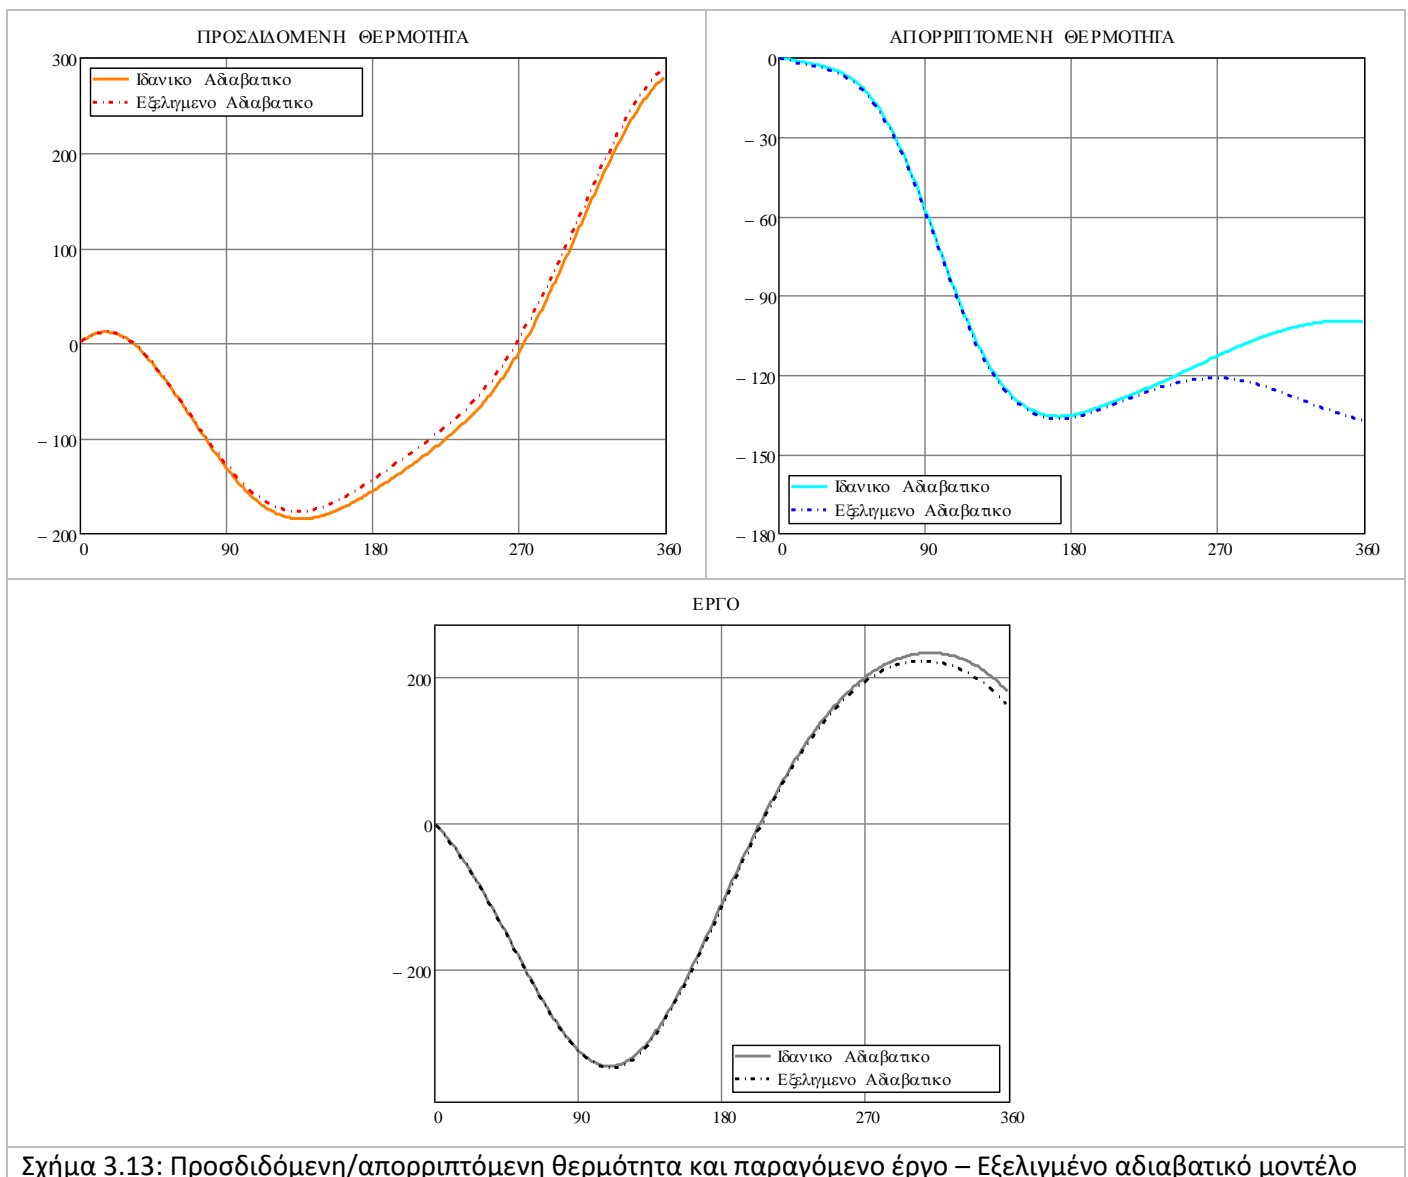 ΠΡΟΣΔΙΔΟΜΕΝΗ ΘΕΡΜΟΤΗΤΑ
300
200
100
0
– 100
– 200
0 90 180 270 360
Ιδανικο Αδιαβατικο
Εξελιγμενο Αδιαβατικο
ΑΠΟΡΡΙΠΤΟΜΕΝΗ ΘΕΡΜΟΤΗΤΑ
0
– 30
– 60
– 90
– 120
– 150
– 180
0 90 180 270 360
Ιδανικο Αδιαβατικο
Εξελιγμενο Αδιαβατικο
ΕΡΓΟ
200
0
– 200
0 90 180 270 360
Ιδανικο Αδιαβατικο
Εξελιγμενο Αδιαβατικο
Σχήμα 3.13: Προσδιδόμενη/απορριπτόμενη θερμότητα και παραγόμενο έργο – Εξελιγμένο αδιαβατικό μοντέλο